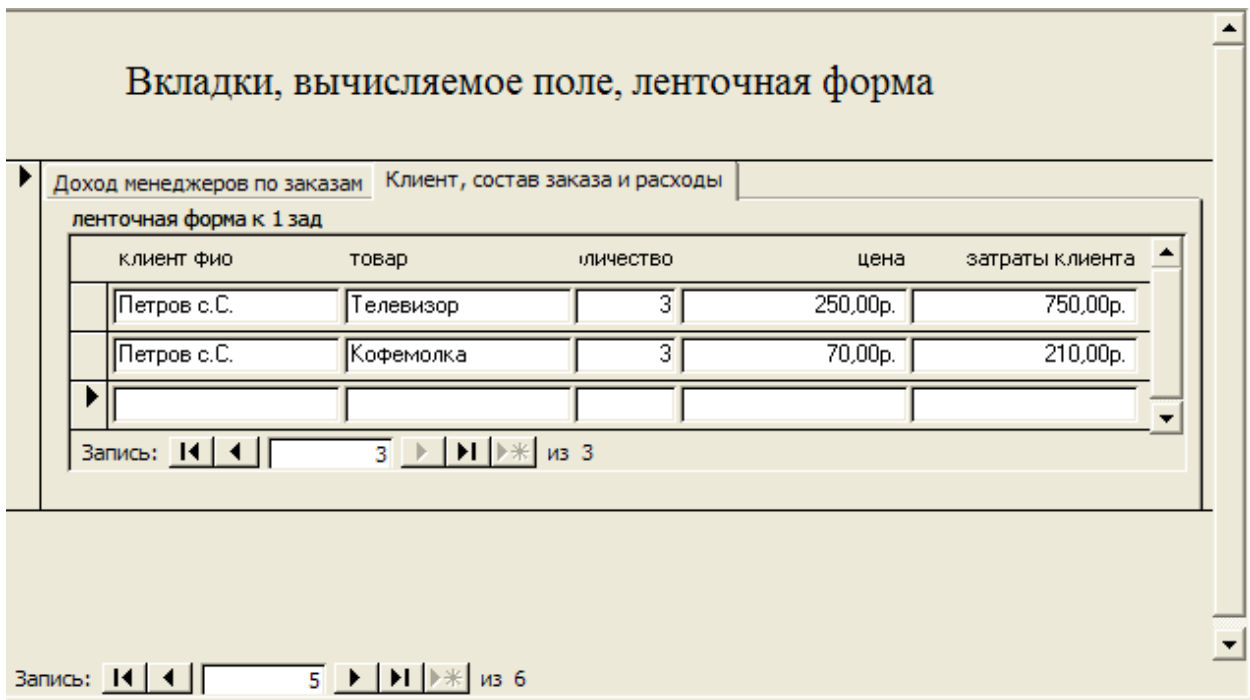 Вкладки, вычисляемое поле, ленточная форма
Доход менеджеров по заказам Клиент, состав заказа и расходы
ленточная форма к 1 зад
клиент фио товар личество цена затраты клиента
Петров с.С. Телевизор 3 250,00р. 750,00р.
Петров с.С. Кофемолка 3 70,00р. 210,00р.
Запись: 3 из 3
Запись: 5 из 6